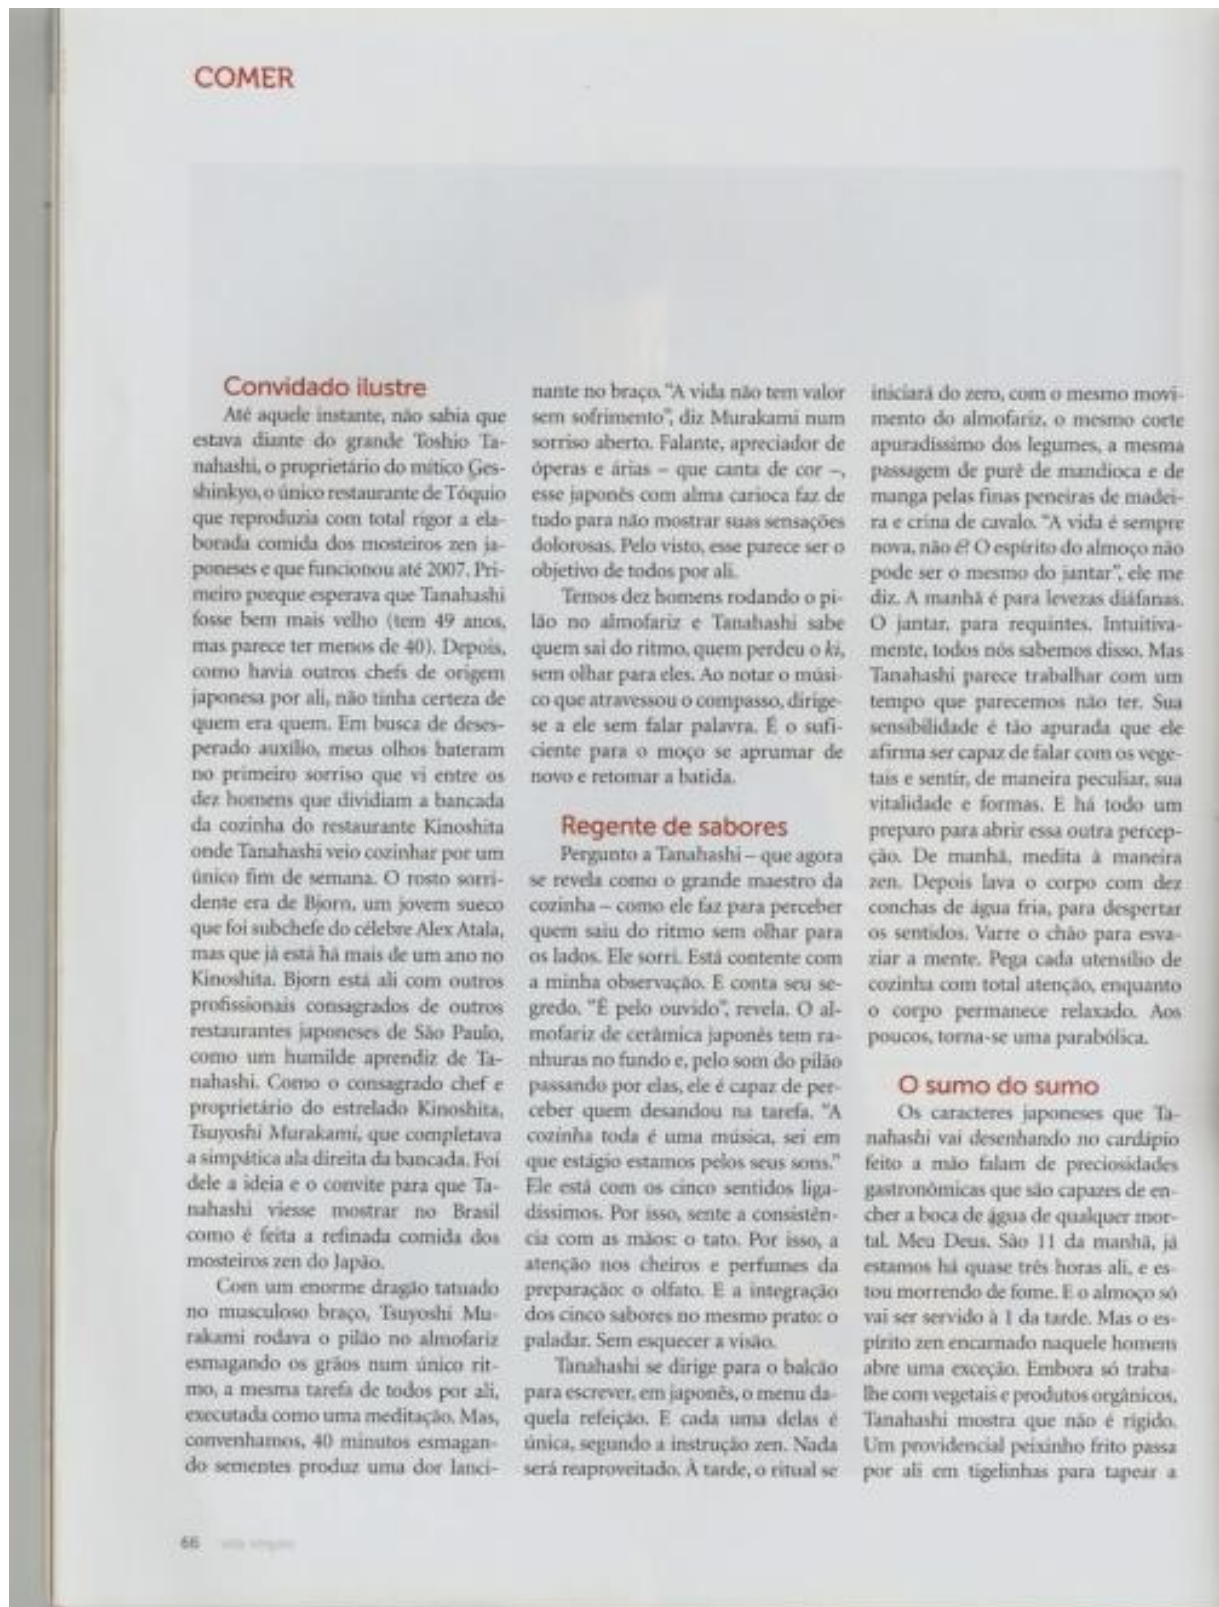 COMER
Convidado ilustre
Até aquele instante, não sabia que
estava diante do grande Toshio Ta-
nahashi, o proprietário do mítico Ges-
shinkyo, o único restaurante de Tóquio
que reproduzia com total rigor a ela-
borada comida dos mosteiros zen ja-
poneses e que funcionou até 2007. Pri-
meiro porque esperava que Tanahashi
fosse bem mais velho (tem 49 anos,
mas parece ter menos de 40). Depois,
como havia outros chefs de origem
japonesa por ali, não tinha certeza de
quem era quem. Em busca de deses-
perado auxílio, meus olhos bateram
no primeiro sorriso que vi entre os
dez homens que dividiam a bancada
da cozinha do restaurante Kinoshita
onde Tanahashi veio cozinhar por um
único fim de semana. O rosto sorri-
dente era de Bjorn, um jovem sueco
que foi subchefe do célebre Alex Atala,
mas que já está há mais de um ano no
Kinoshita. Bjorn está ali com outros
profissionais consagrados de outros
restaurantes japoneses de São Paulo,
como um humilde aprendiz de Ta-
nahashi. Como o consagrado chef e
proprietário do estrelado Kinoshita,
Tsuyoshi Murakami, que completava
a simpática ala direita da bancada. Foi
dele a ideia e o convite para que Ta-
nahashi viesse mostrar no Brasil
como é feita a refinada comida dos
mosteiros zen do Japão.
Com um enorme dragão tatuado
no musculoso braço, Tsuyoshi Mu-
rakami rodava o pilão no almofariz
esmagando os grãos num único rit-
mo, a mesma tarefa de todos por ali,
executada como uma meditação. Mas,
convenhamos, 40 minutos esmagan-
do sementes produz uma dor lanci-
nante no braço. “A vida não tem valor
sem sofrimento”, diz Murakami num
sorriso aberto. Falante, apreciador de
óperas e árias – que canta de cor –,
esse japonês com alma carioca faz de
tudo para não mostrar suas sensações
dolorosas. Pelo visto, esse parece ser o
objetivo de todos por ali.
Temos dez homens rodando o pi-
lão no almofariz e Tanahashi sabe
quem sai do ritmo, quem perdeu o ki,
sem olhar para eles. Ao notar o músi-
co que atravessou o compasso, dirige-
se a ele sem falar palavra. É o sufi-
ciente para o moço se aprumar de
novo e retomar a batida.
Regente de sabores
Pergunto a Tanahashi – que agora
se revela como o grande maestro da
cozinha – como ele faz para perceber
quem saiu do ritmo sem olhar para
os lados. Ele sorri. Está contente com
a minha observação. E conta seu se-
gredo. “É pelo ouvido”, revela. O al-
mofariz de cerâmica japonês tem ra-
nhuras no fundo e, pelo som do pilão
passando por elas, ele é capaz de per-
ceber quem desandou na tarefa. “A
cozinha toda é uma música, sei em
que estágio estamos pelos seus sons.”
Ele está com os cinco sentidos liga-
díssimos. Por isso, sente a consistên-
cia com as mãos: o tato. Por isso, a
atenção nos cheiros e perfumes da
preparação: o olfato. E a integração
dos cinco sabores no mesmo prato: o
paladar. Sem esquecer a visão.
Tanahashi se dirige para o balcão
para escrever, em japonês, o menu da-
quela refeição. E cada uma delas é
única, segundo a instrução zen. Nada
será reaproveitado. À tarde, o ritual se
iniciará do zero, com o mesmo movi-
mento do almofariz, o mesmo corte
apuradíssimo dos legumes, a mesma
passagem de purê de mandioca e de
manga pelas finas peneiras de madei-
ra e crina de cavalo. “A vida é sempre
nova, não é? O espírito do almoço não
pode ser o mesmo do jantar”, ele me
diz. A manhã é para levezas diáfanas.
O jantar, para requintes. Intuitiva-
mente, todos nós sabemos disso. Mas
Tanahashi parece trabalhar com um
tempo que parecemos não ter. Sua
sensibilidade é tão apurada que ele
afirma ser capaz de falar com os vege-
tais e sentir, de maneira peculiar, sua
vitalidade e formas. E há todo um
preparo para abrir essa outra percep-
ção. De manhã, medita à maneira
zen. Depois lava o corpo com dez
conchas de água fria, para despertar
os sentidos. Varre o chão para esva-
ziar a mente. Pega cada utensílio de
cozinha com total atenção, enquanto
o corpo permanece relaxado. Aos
poucos, torna-se uma parabólica.
O sumo do sumo
Os caracteres japoneses que Ta-
nahashi vai desenhando no cardápio
feito a mão falam de preciosidades
gastronômicas que são capazes de en-
cher a boca de água de qualquer mor-
tal. Meu Deus. São 11 da manhã, já
estamos há quase três horas ali, e es-
tou morrendo de fome. E o almoço só
vai ser servido à 1 da tarde. Mas o es-
pírito zen encarnado naquele homem
abre uma exceção. Embora só traba-
lhe com vegetais e produtos orgânicos,
Tanahashi mostra que não é rígido.
Um providencial peixinho frito passa
por ali em tigelinhas para tapear a
66